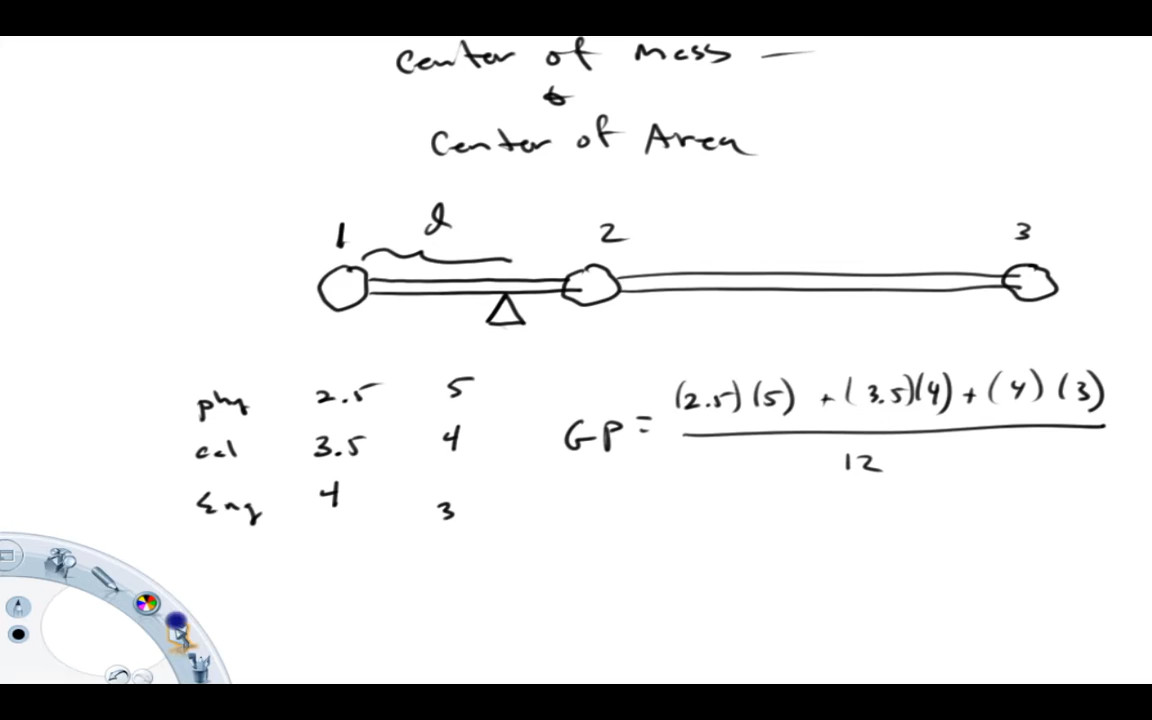 Center of Mass —
&
Center of Area
d
1 2 3
phy 2.5 5
cal 3.5 4
Eng 4 3
GP = (2.5)(5) + (3.5)(4) + (4)(3)
12